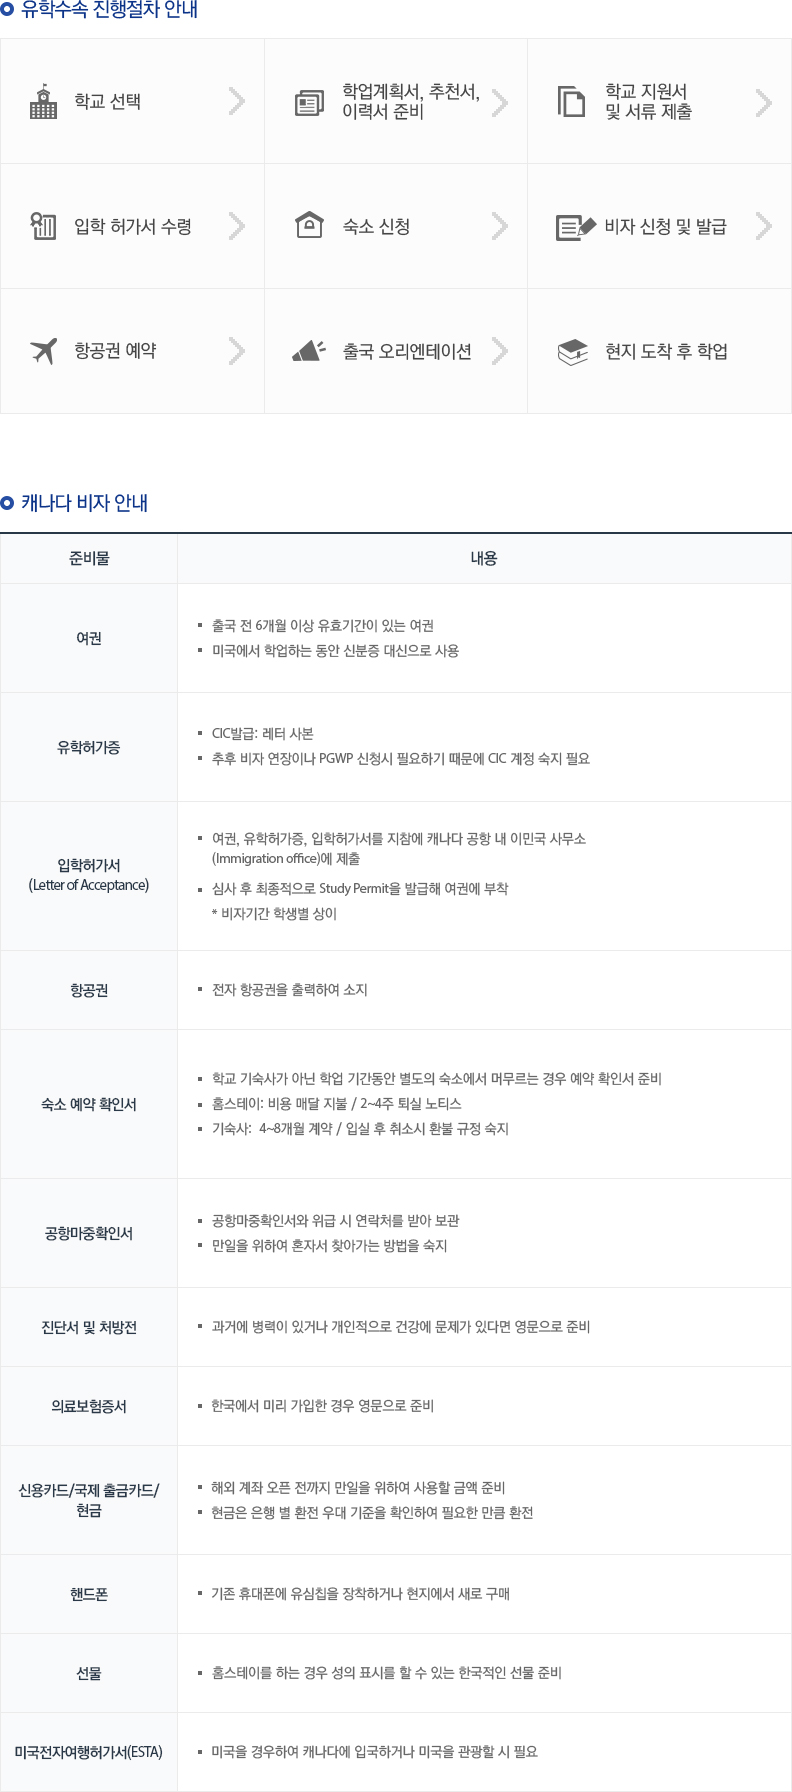 유학수속 진행절차 안내
학교 선택
학업계획서, 추천서,
이력서 준비
학교 지원서
및 서류 제출
입학 허가서 수령
숙소 신청
비자 신청 및 발급
항공권 예약
출국 오리엔테이션
현지 도착 후 학업
캐나다 비자 안내
준비물
내용
여권
출국 전 6개월 이상 유효기간이 있는 여권
미국에서 학업하는 동안 신분증 대신으로 사용
유학허가증
CIC발급: 레터 사본
추후 비자 연장이나 PGWP 신청시 필요하기 때문에 CIC 계정 숙지 필요
입학허가서
(Letter of Acceptance)
여권, 유학허가증, 입학허가서를 지참에 캐나다 공항 내 이민국 사무소
(Immigration office)에 제출
심사 후 최종적으로 Study Permit을 발급해 여권에 부착
* 비자기간 학생별 상이
항공권
전자 항공권을 출력하여 소지
숙소 예약 확인서
학교 기숙사가 아닌 학업 기간동안 별도의 숙소에서 머무르는 경우 예약 확인서 준비
홈스테이: 비용 매달 지불 / 2~4주 퇴실 노티스
기숙사: 4~8개월 계약 / 입실 후 취소시 환불 규정 숙지
공항마중확인서
공항마중확인서와 위급 시 연락처를 받아 보관
만일을 위하여 혼자서 찾아가는 방법을 숙지
진단서 및 처방전
과거에 병력이 있거나 개인적으로 건강에 문제가 있다면 영문으로 준비
의료보험증서
한국에서 미리 가입한 경우 영문으로 준비
신용카드/국제 출금카드/
현금
해외 계좌 오픈 전까지 만일을 위하여 사용할 금액 준비
현금은 은행 별 환전 우대 기준을 확인하여 필요한 만큼 환전
핸드폰
기존 휴대폰에 유심칩을 장착하거나 현지에서 새로 구매
선물
홈스테이를 하는 경우 성의 표시를 할 수 있는 한국적인 선물 준비
미국전자여행허가서(ESTA)
미국을 경우하여 캐나다에 입국하거나 미국을 관광할 시 필요